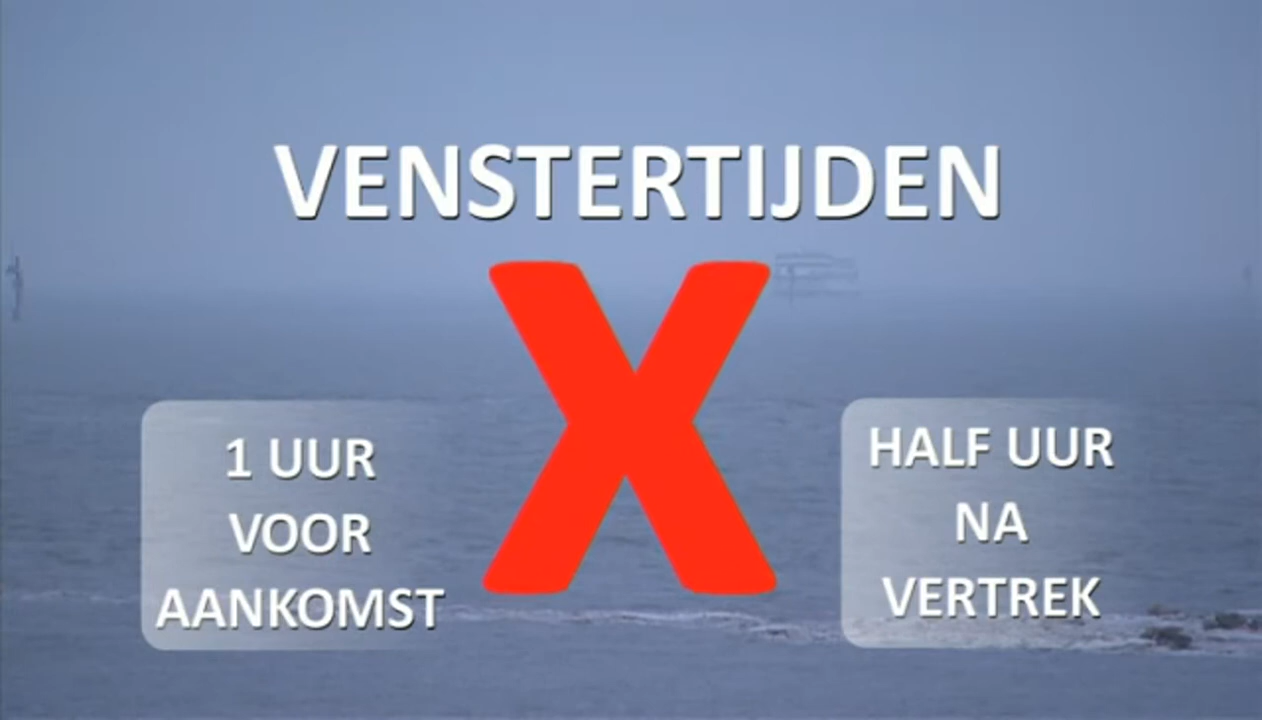 VENSTERTIJDEN
X
1 UUR
VOOR
AANKOMST
HALF UUR
NA
VERTREK